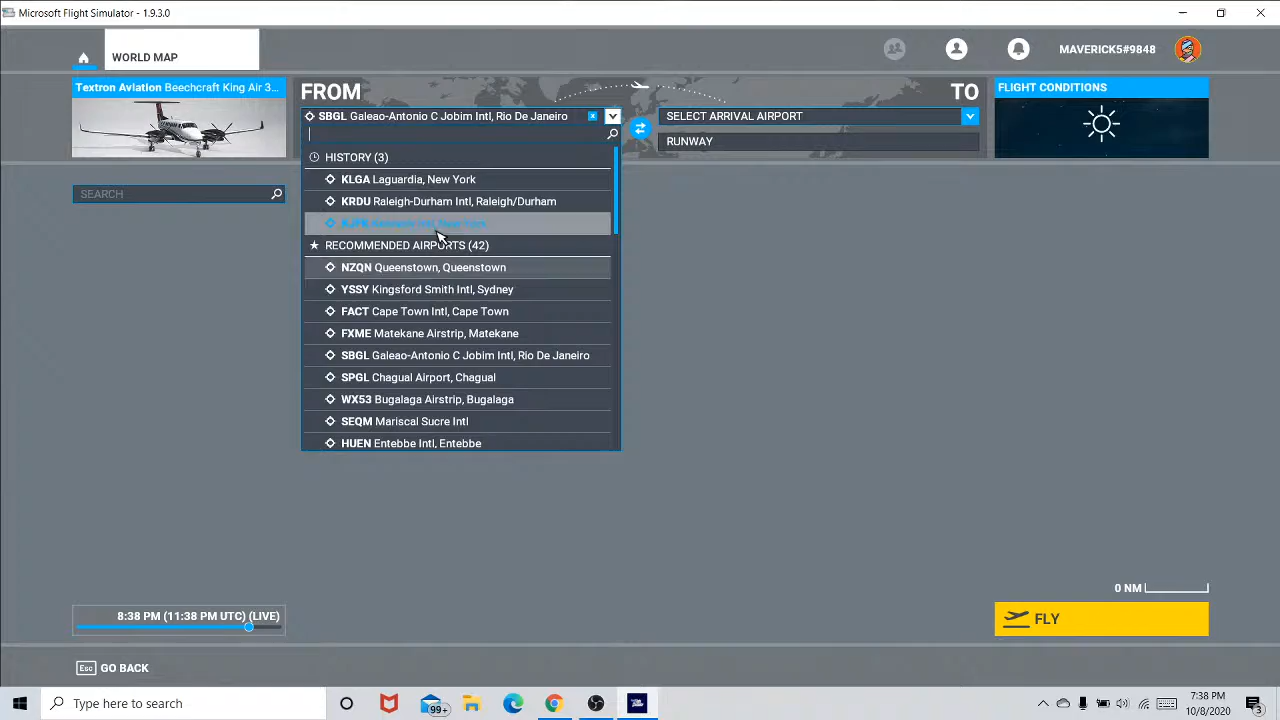 Microsoft Flight Simulator - 1.9.3.0
WORLD MAP
MAVERICK5#9848
Textron Aviation Beechcraft King Air 3...
FROM
TO
FLIGHT CONDITIONS
SBGL Galeao-Antonio C Jobim Intl, Rio De Janeiro
SELECT ARRIVAL AIRPORT
RUNWAY
HISTORY (3)
KLGA Laguardia, New York
KRDU Raleigh-Durham Intl, Raleigh/Durham
KJFK Kennedy Intl, New York
RECOMMENDED AIRPORTS (42)
NZQN Queenstown, Queenstown
YSSY Kingsford Smith Intl, Sydney
FACT Cape Town Intl, Cape Town
FXME Matekane Airstrip, Matekane
SBGL Galeao-Antonio C Jobim Intl, Rio De Janeiro
SPGL Chagual Airport, Chagual
WX53 Bugalaga Airstrip, Bugalaga
SEQM Mariscal Sucre Intl
HUEN Entebbe Intl, Entebbe
SEARCH
0 NM
8:38 PM (11:38 PM UTC) (LIVE)
FLY
Esc GO BACK
Type here to search
99+
7:38 PM
10/8/2020
3